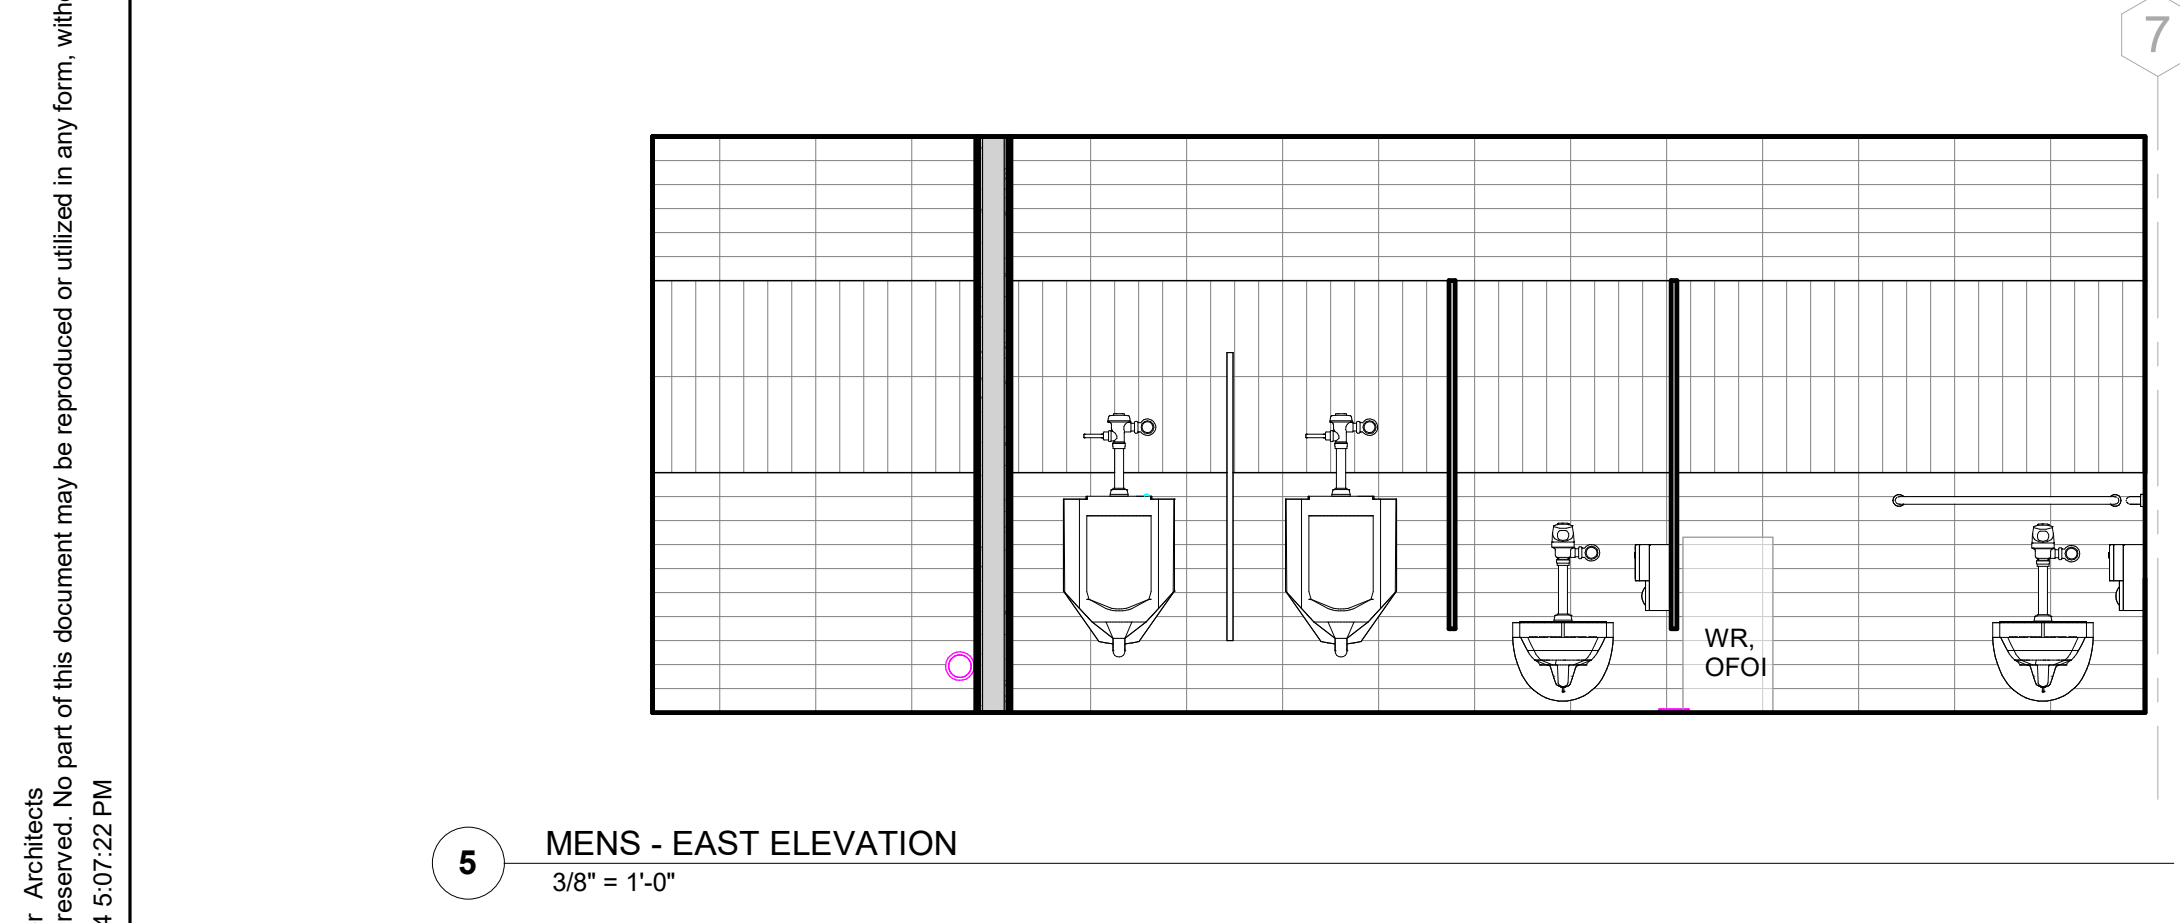 r Architects
reserved. No part of this document may be reproduced or utilized in any form, witho
4 5:07:22 PM
7
WR,
OFOI
5
MENS - EAST ELEVATION
3/8" = 1'-0"